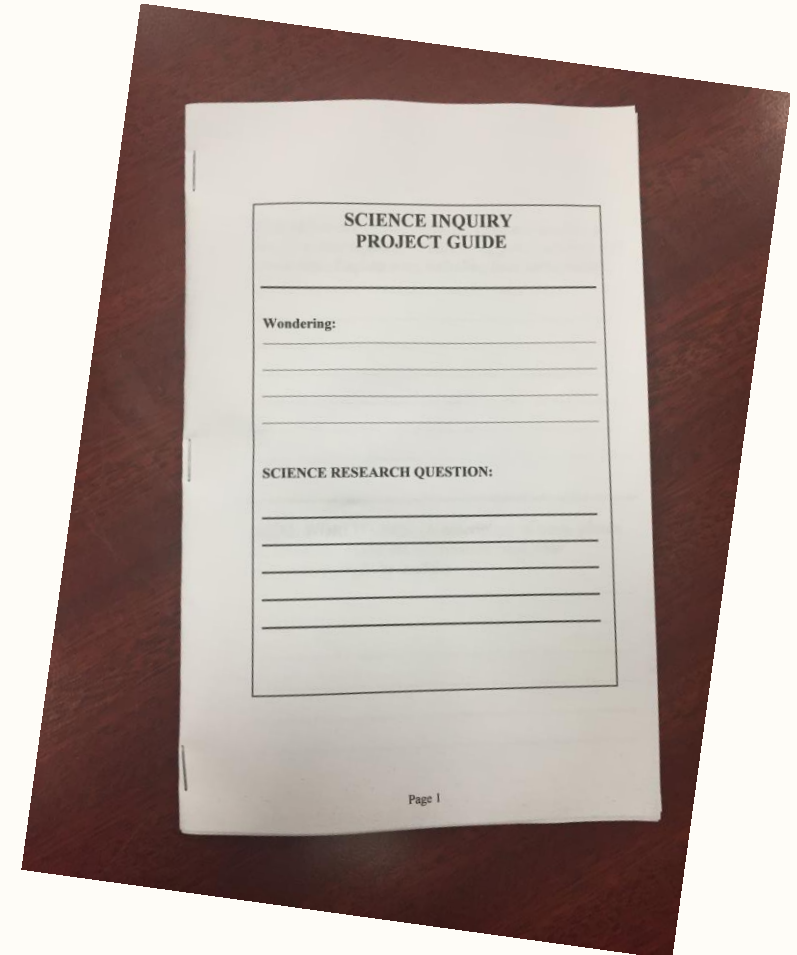 SCIENCE INQUIRY
PROJECT GUIDE
Wondering:
SCIENCE RESEARCH QUESTION:
Page 1